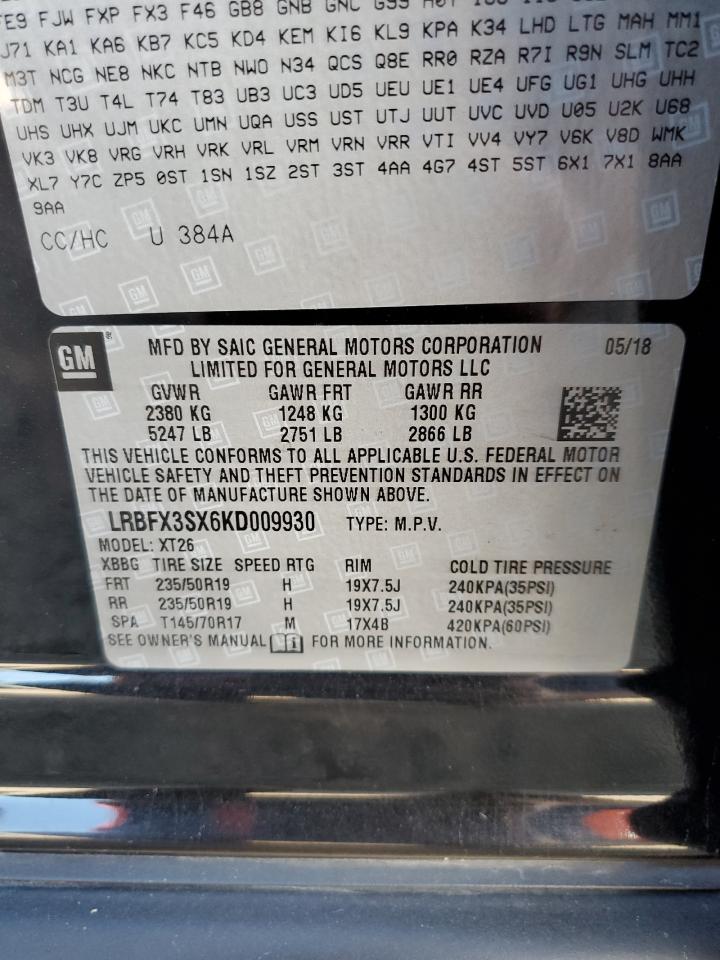 FE9 FJW FXP FX3 F46 GB8 GNB GNC G99
J71 KA1 KA6 KB7 KC5 KD4 KEM KI6 KL9 KPA K34 LHD LTG MAH MM1
M3T NCG NE8 NKC NTB NWO N34 QCS Q8E RR0 RZA R7I R9N SLM TC2
TDM T3U T4L T74 T83 UB3 UC3 UD5 UEU UE1 UE4 UFG UG1 UHG UHH
UHS UHX UJM UKC UMN UQA USS UST UTJ UUT UVC UVD U05 U2K U68
VK3 VK8 VRG VRH VRK VRL VRM VRN VRR VTI VV4 VY7 V6K V8D WMK
XL7 Y7C ZP5 0ST 1SN 1SZ 2ST 3ST 4AA 4G7 4ST 5ST 6X1 7X1 8AA
9AA
CC/HC U 384A
GM
MFD BY SAIC GENERAL MOTORS CORPORATION 05/18
LIMITED FOR GENERAL MOTORS LLC
GVWR GAWR FRT GAWR RR
2380 KG 1248 KG 1300 KG
5247 LB 2751 LB 2866 LB
THIS VEHICLE CONFORMS TO ALL APPLICABLE U.S. FEDERAL MOTOR
VEHICLE SAFETY AND THEFT PREVENTION STANDARDS IN EFFECT ON
THE DATE OF MANUFACTURE SHOWN ABOVE.
LRBFX3SX6KD009930 TYPE: M.P.V.
MODEL: XT26
XBBG TIRE SIZE SPEED RTG RIM COLD TIRE PRESSURE
FRT 235/50R19 H 19X7.5J 240KPA(35PSI)
RR 235/50R19 H 19X7.5J 240KPA(35PSI)
SPA T145/70R17 M 17X4B 420KPA(60PSI)
SEE OWNER'S MANUAL FOR MORE INFORMATION.